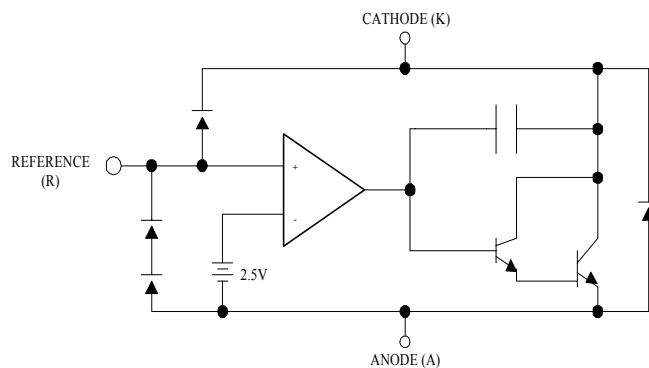 CATHODE (K)
REFERENCE
(R)
+
-
2.5V
ANODE (A)